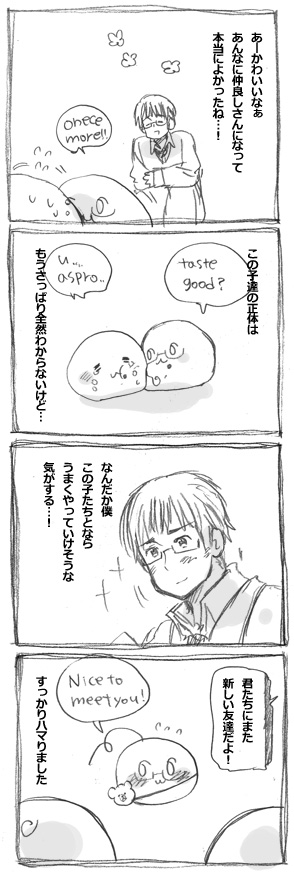 あーかわいいなぁ
あんなに仲良しさんになって
本当によかったね…!
onece
more!!
この子達の正体は
taste
good?
u....
aspro..
もうさっぱり全然わからないけど…
なんだか僕
この子たちとなら
うまくやっていけそうな
気がする…!
君たちにまた
新しい友達だよ!
Nice to
meet you!
すっかりハマりました